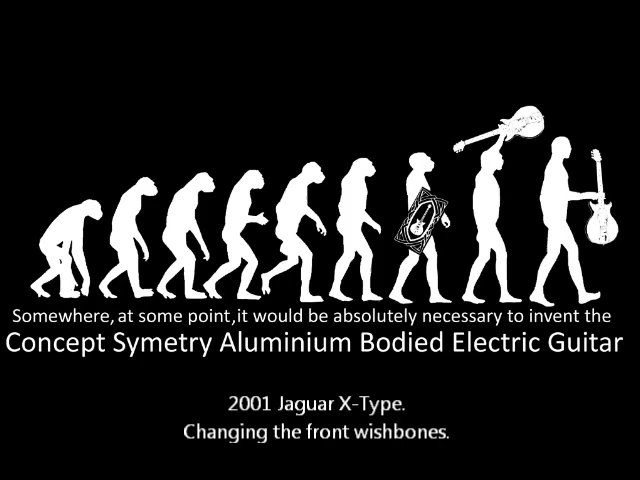 Somewhere, at some point,it would be absolutely necessary to invent the
Concept Symetry Aluminium Bodied Electric Guitar
2001 Jaguar X-Type.
Changing the front wishbones.